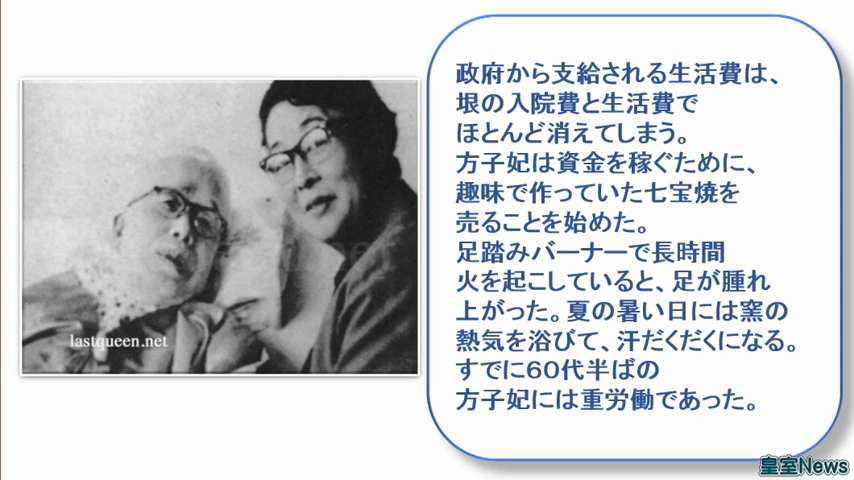 政府から支給される生活費は、
垠の入院費と生活費で
ほとんど消えてしまう。
方子妃は資金を稼ぐために、
趣味で作っていた七宝焼を
売ることを始めた。
足踏みバーナーで長時間
火を起こしていると、足が腫れ
上がった。夏の暑い日には窯の
熱気を浴びて、汗だくだくになる。
すでに60代半ばの
方子妃には重労働であった。
lastqueen.net
皇室News